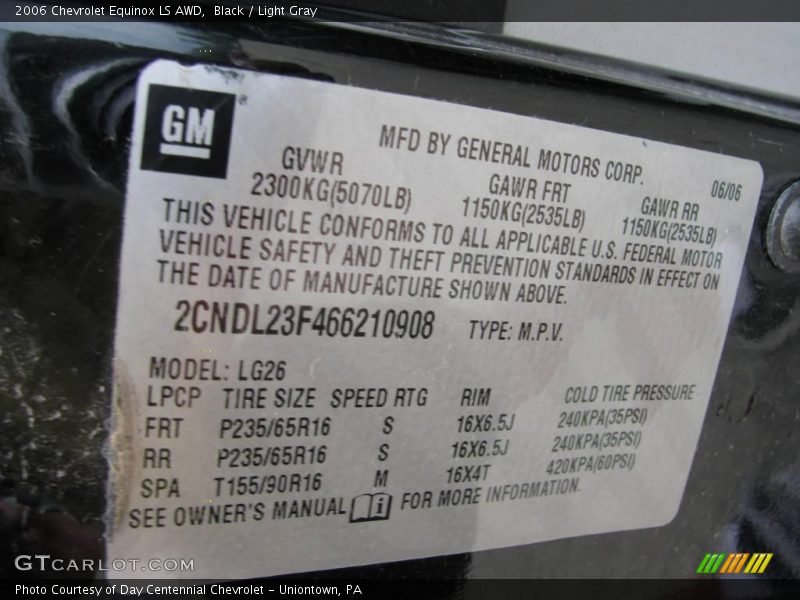 2006 Chevrolet Equinox LS AWD, Black / Light Gray
GM
MFD BY GENERAL MOTORS CORP.
06/06
GVWR GAWR FRT GAWR RR
2300KG(5070LB) 1150KG(2535LB) 1150KG(2535LB)
THIS VEHICLE CONFORMS TO ALL APPLICABLE U.S. FEDERAL MOTOR
VEHICLE SAFETY AND THEFT PREVENTION STANDARDS IN EFFECT ON
THE DATE OF MANUFACTURE SHOWN ABOVE.
2CNDL23F466210908 TYPE: M.P.V.
MODEL: LG26
LPCP TIRE SIZE SPEED RTG RIM COLD TIRE PRESSURE
FRT P235/65R16 S 16X6.5J 240KPA(35PSI)
RR P235/65R16 S 16X6.5J 240KPA(35PSI)
SPA T155/90R16 M 16X4T 420KPA(60PSI)
SEE OWNER'S MANUAL i FOR MORE INFORMATION.
GTCARLOT.COM
Photo Courtesy of Day Centennial Chevrolet - Uniontown, PA